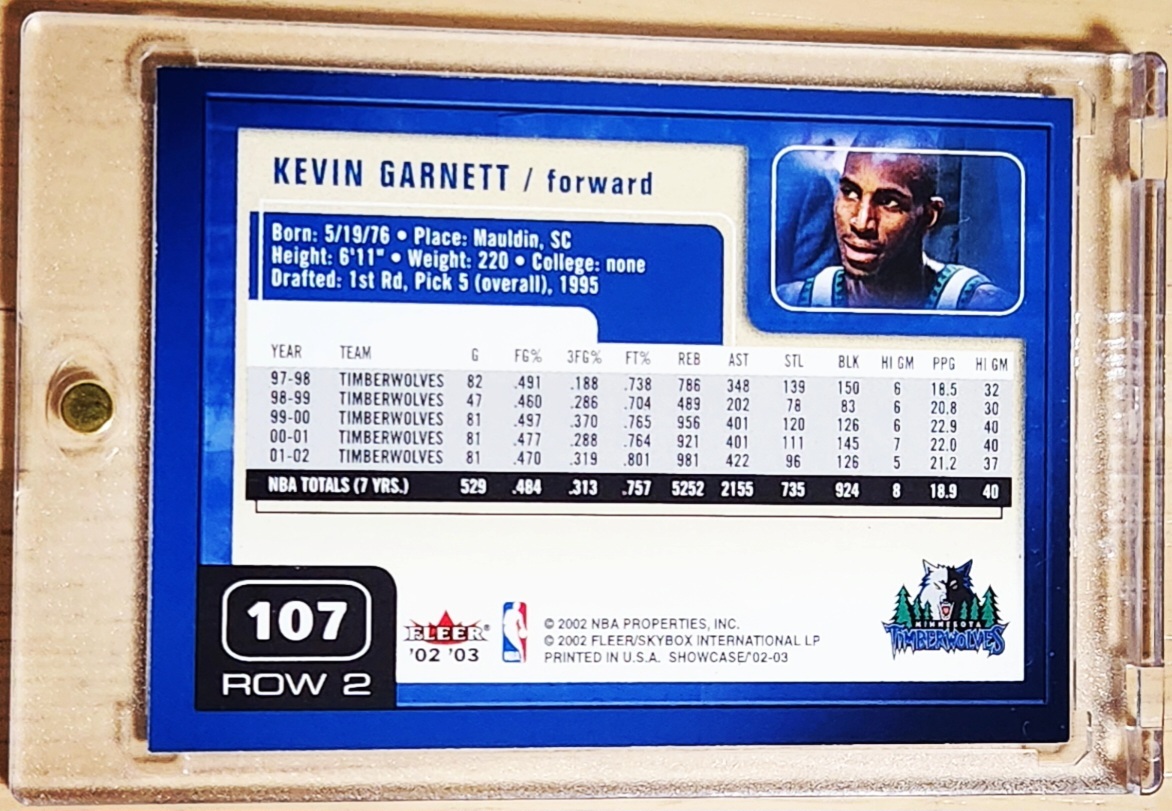 KEVIN GARNETT / forward
Born: 5/19/76 • Place: Mauldin, SC
Height: 6'11" • Weight: 220 • College: none
Drafted: 1st Rd, Pick 5 (overall), 1995
YEAR TEAM G FG% 3FG% FT% REB AST STL BLK HI GM PPG HI GM
97-98 TIMBERWOLVES 82 .491 .188 .738 786 348 139 150 6 18.5 32
98-99 TIMBERWOLVES 47 .460 .286 .704 489 202 78 83 6 20.8 30
99-00 TIMBERWOLVES 81 .497 .370 .765 956 401 120 126 6 22.9 40
00-01 TIMBERWOLVES 81 .477 .288 .764 921 401 111 145 7 22.0 40
01-02 TIMBERWOLVES 81 .470 .319 .801 981 422 96 126 5 21.2 37
NBA TOTALS (7 YRS.) 529 .484 .313 .757 5252 2155 735 924 8 18.9 40
107
ROW 2
FLEER®
'02 '03
NBA
© 2002 NBA PROPERTIES, INC.
© 2002 FLEER/SKYBOX INTERNATIONAL LP
PRINTED IN U.S.A. SHOWCASE/'02-03
MINNESOTA
TIMBERWOLVES